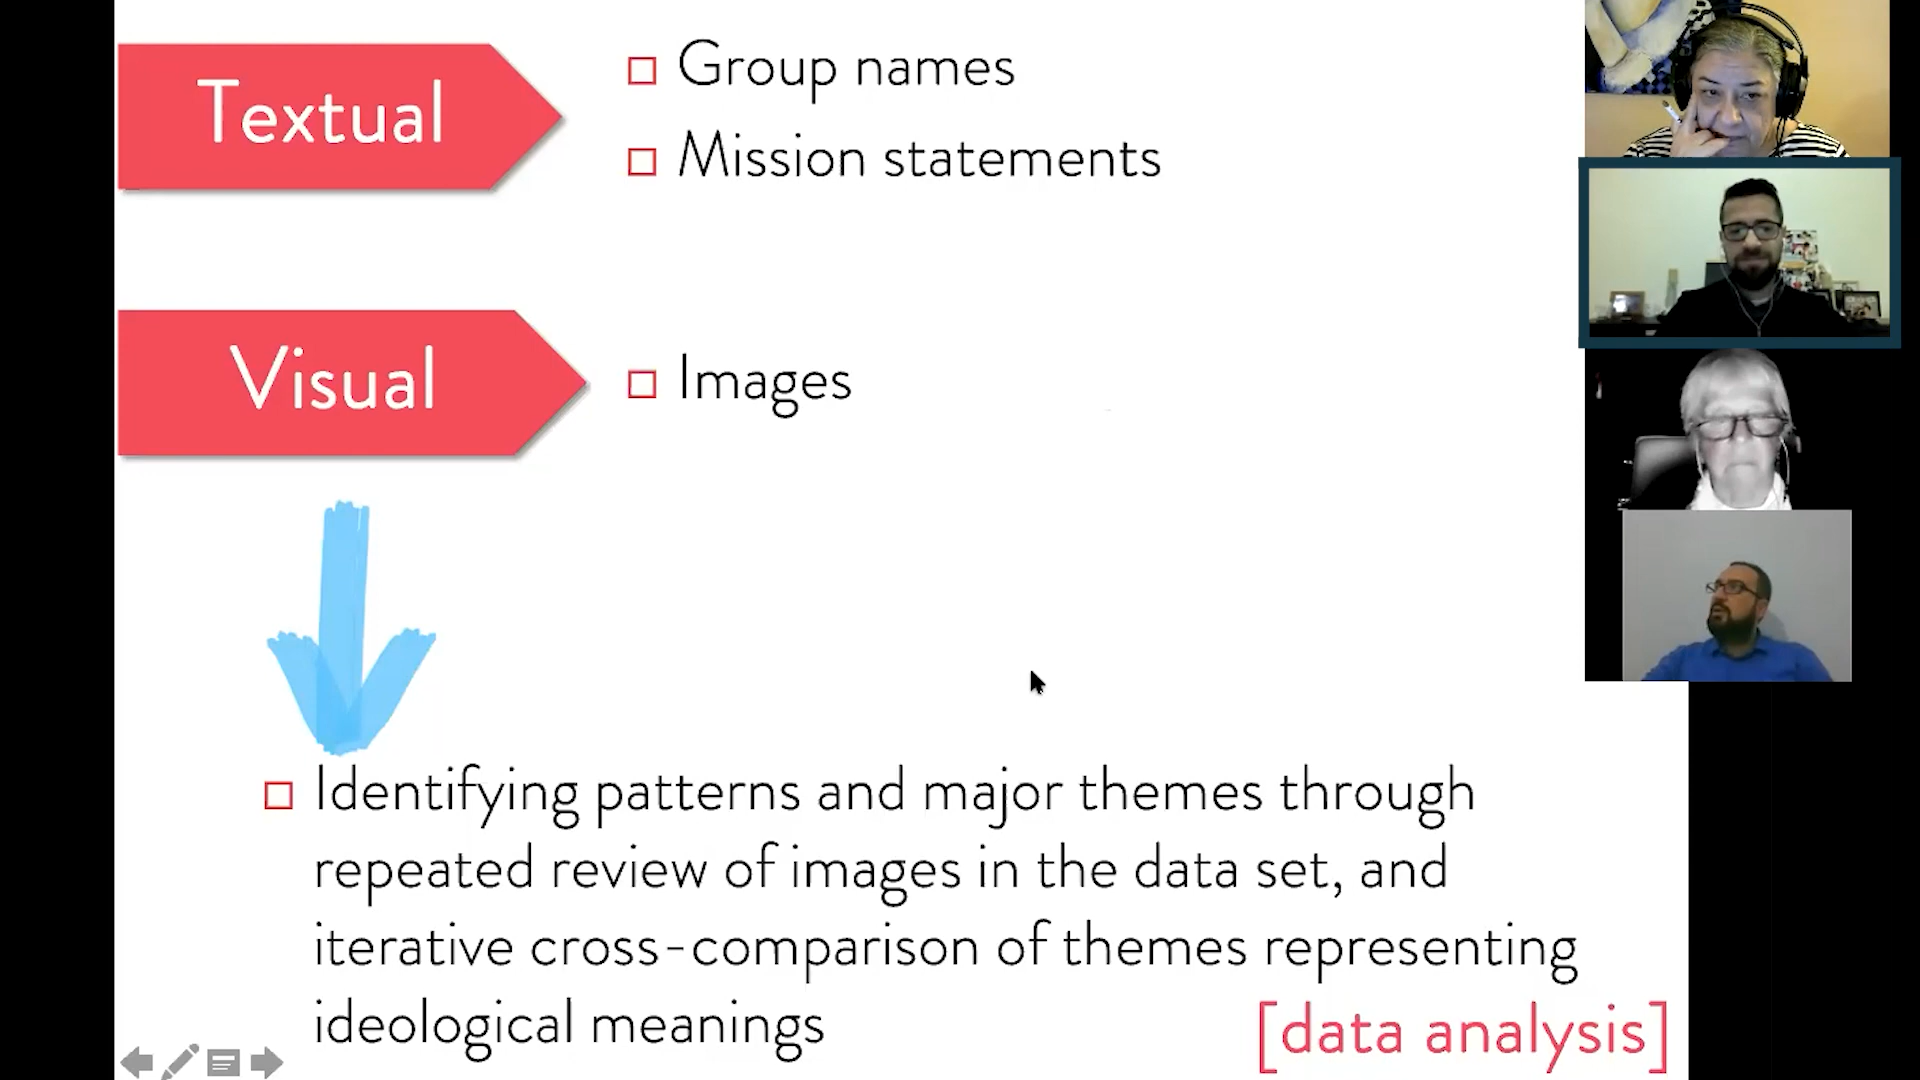 Textual
Group names
Mission statements
Visual
Images
Identifying patterns and major themes through
repeated review of images in the data set, and
iterative cross-comparison of themes representing
ideological meanings
[data analysis]